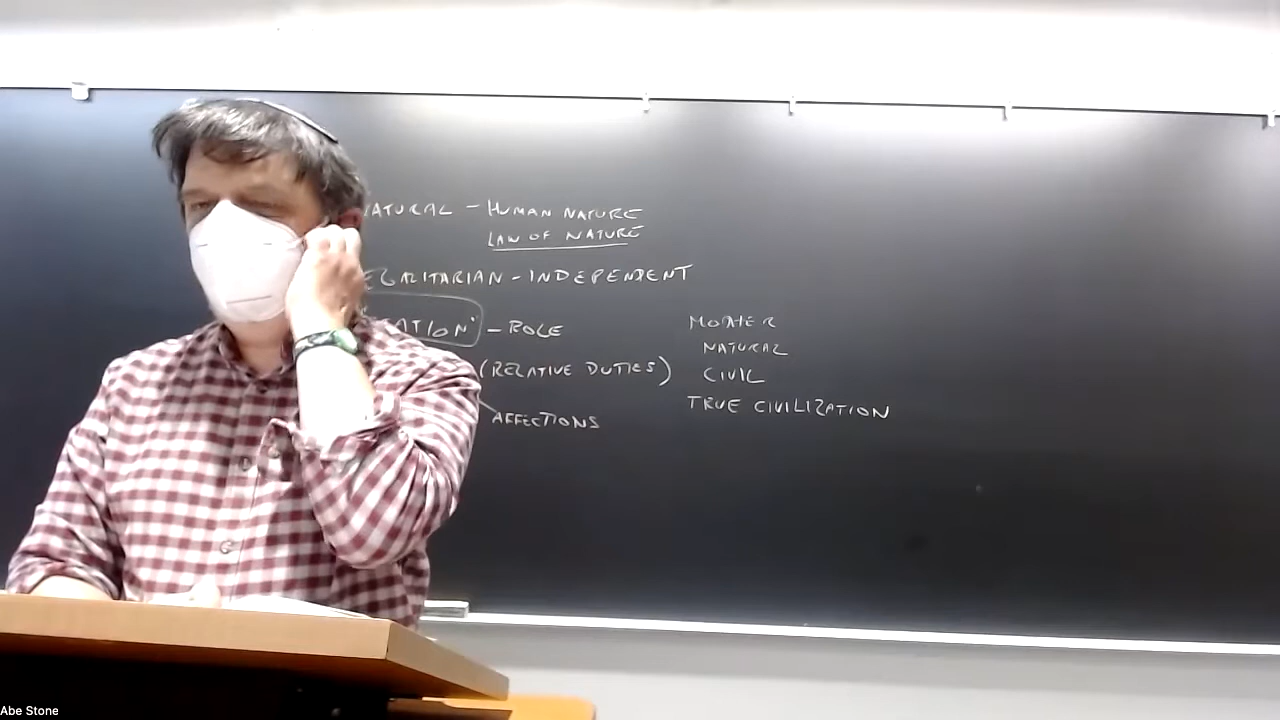 NATURAL - HUMAN NATURE
LAW OF NATURE
EGALITARIAN - INDEPENDENT
- ROLE
(RELATIVE DUTIES)
AFFECTIONS
MOTHER
NATURAL
CIVIL
TRUE CIVILIZATION
Abe Stone